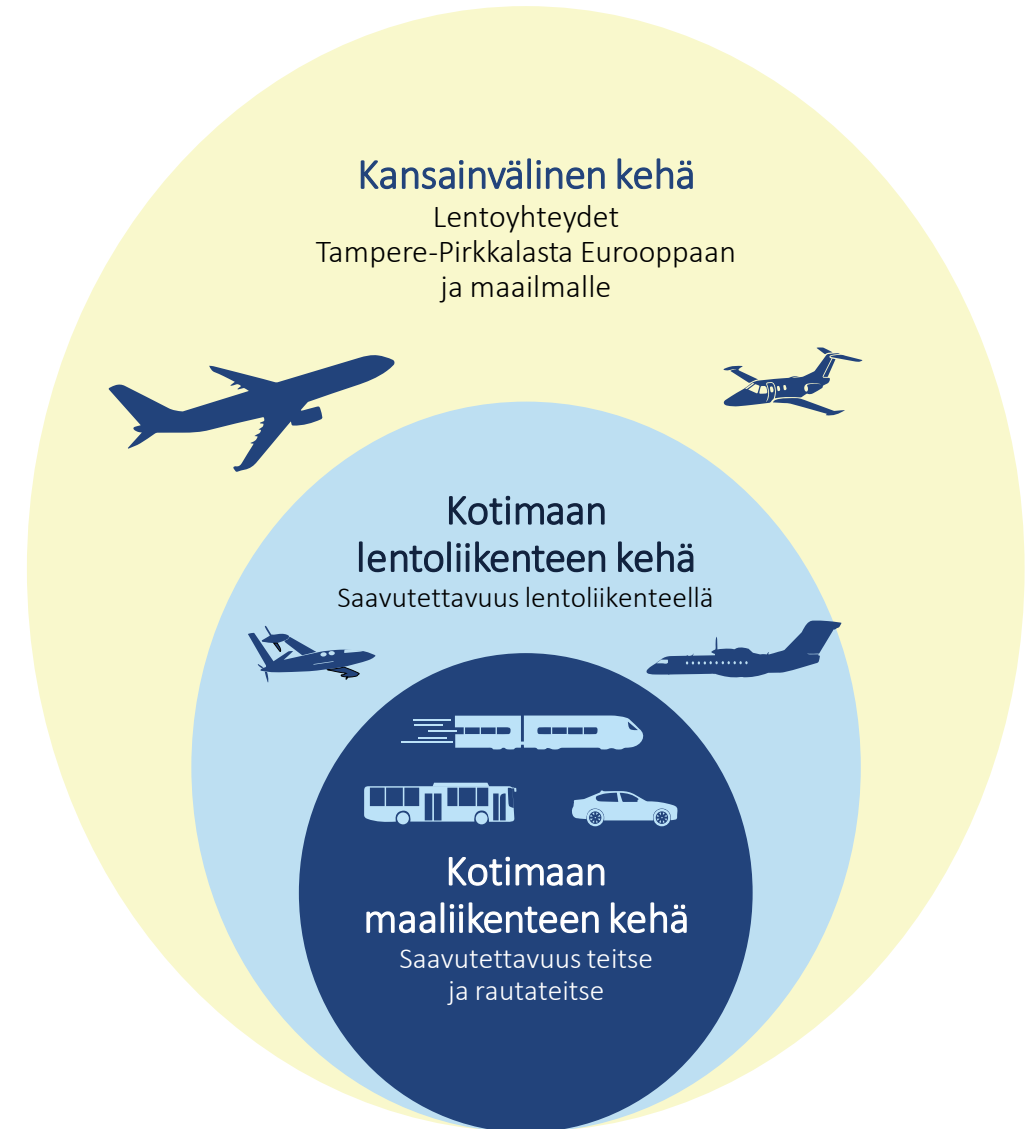 Kansainvälinen kehä
Lentoyhteydet
Tampere-Pirkkalasta Eurooppaan
ja maailmalle
Kotimaan
lentoliikenteen kehä
Saavutettavuus lentoliikenteellä
Kotimaan
maaliikenteen kehä
Saavutettavuus teitse
ja rautateitse